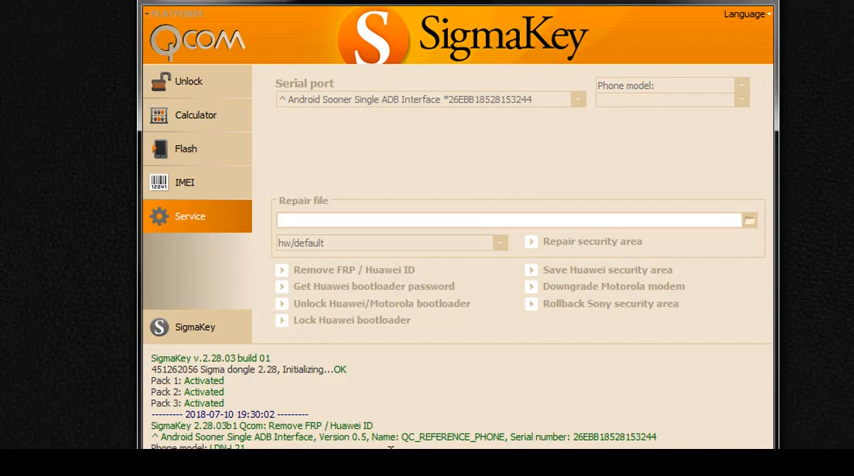 QCOM
SigmaKey
Language
Unlock
Calculator
Flash
IMEI
Service
SigmaKey
Serial port
^ Android Sooner Single ADB Interface *26EBB18528153244
Phone model:
Repair file
hw/default
Repair security area
Remove FRP / Huawei ID
Get Huawei bootloader password
Unlock Huawei/Motorola bootloader
Lock Huawei bootloader
Save Huawei security area
Downgrade Motorola modem
Rollback Sony security area
SigmaKey v.2.28.03 build 01
451262056 Sigma dongle 2.28, Initializing...OK
Pack 1: Activated
Pack 2: Activated
Pack 3: Activated
--------- 2018-07-10 19:30:02 ---------
SigmaKey 2.28.03b1 Qcom: Remove FRP / Huawei ID
^ Android Sooner Single ADB Interface, Version 0.5, Name: QC_REFERENCE_PHONE, Serial number: 26EBB18528153244
Phone model: LDN-L21